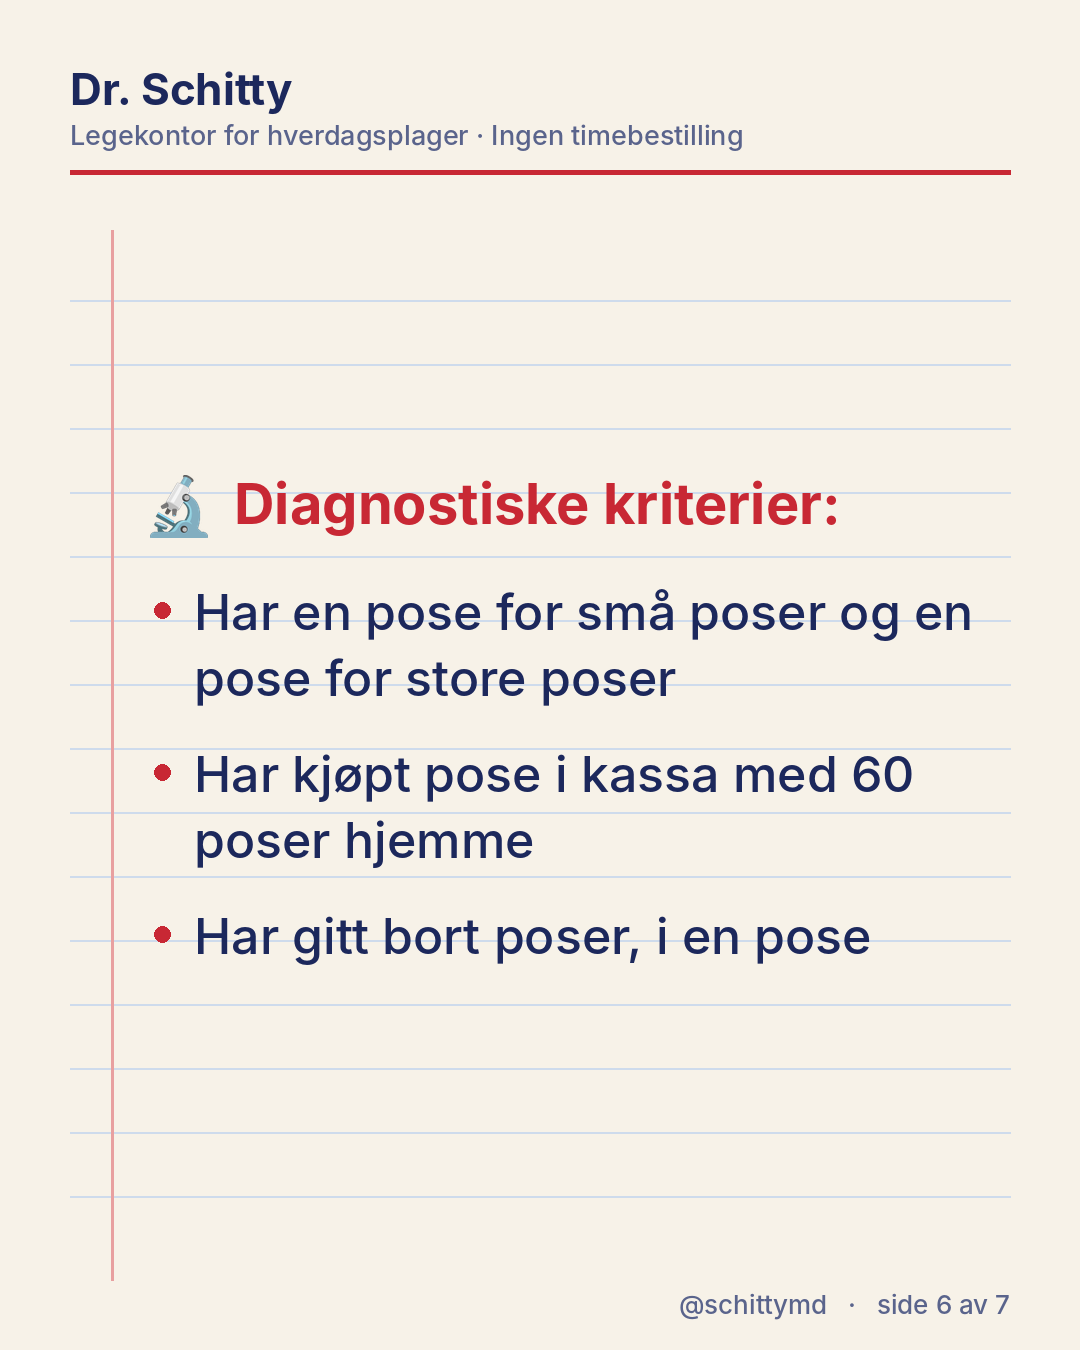 Dr. Schitty
Legekontor for hverdagsplager · Ingen timebestilling
🔬 Diagnostiske kriterier:
• Har en pose for små poser og en
pose for store poser
• Har kjøpt pose i kassa med 60
poser hjemme
• Har gitt bort poser, i en pose
@schittymd · side 6 av 7